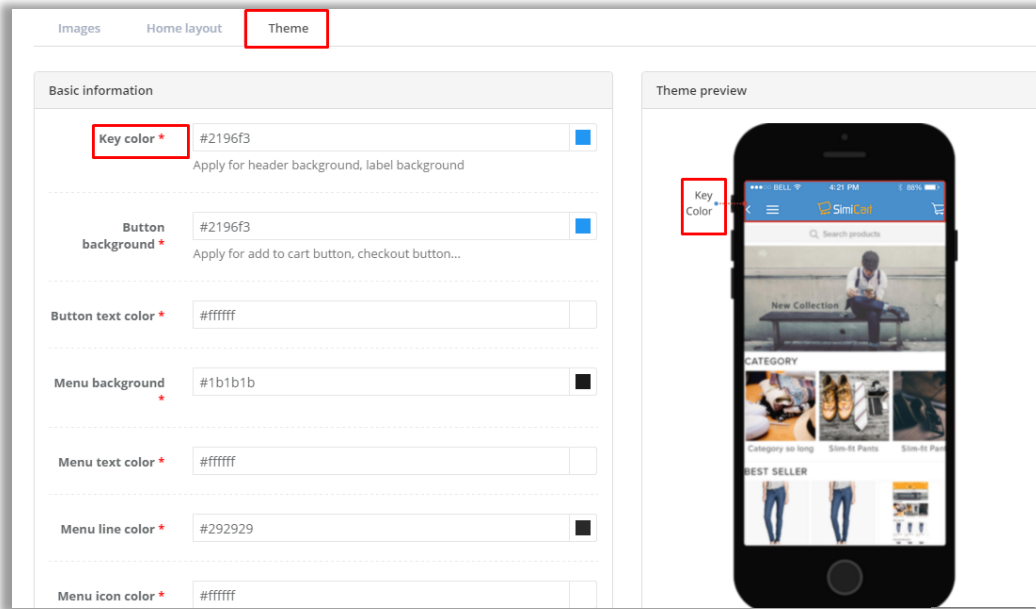 Images Home layout Theme
Basic information
Key color * #2196f3
Apply for header background, label background
Button background * #2196f3
Apply for add to cart button, checkout button...
Button text color * #ffffff
Menu background * #1b1b1b
Menu text color * #ffffff
Menu line color * #292929
Menu icon color * #ffffff
Theme preview
Key
Color
BELL 4:21 PM 88%
SimiCart
Search products
New Collection
CATEGORY
Category so long Slim-fit Pants Slim-fit Pan
BEST SELLER